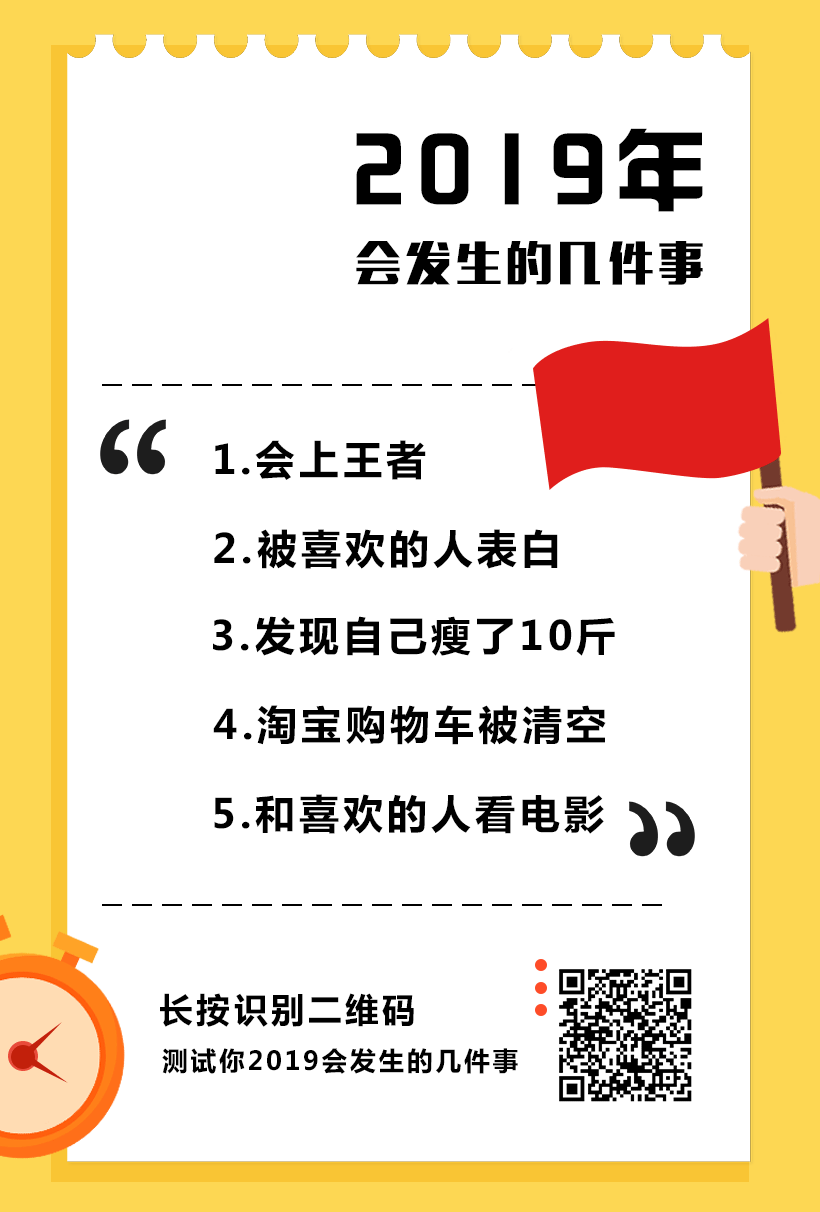 2019年
会发生的几件事
“
1.会上王者
2.被喜欢的人表白
3.发现自己瘦了10斤
4.淘宝购物车被清空
5.和喜欢的人看电影
”
长按识别二维码
测试你2019会发生的几件事